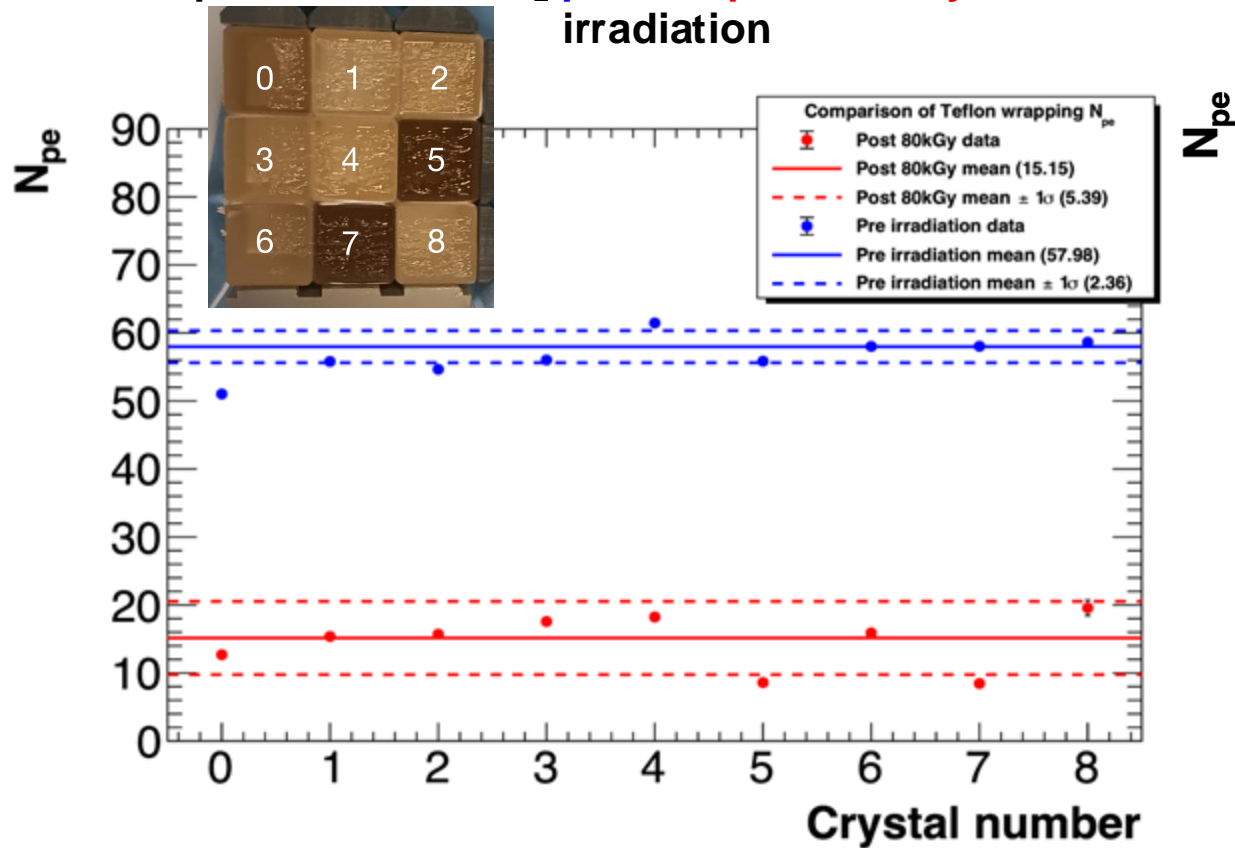 irradiation
0 1 2
3 4 5
6 7 8
Comparison of Teflon wrapping Npe
Post 80kGy data
Post 80kGy mean (15.15)
Post 80kGy mean ± 1σ (5.39)
Pre irradiation data
Pre irradiation mean (57.98)
Pre irradiation mean ± 1σ (2.36)
Npe
Npe
90
80
70
60
50
40
30
20
10
0
0 1 2 3 4 5 6 7 8
Crystal number